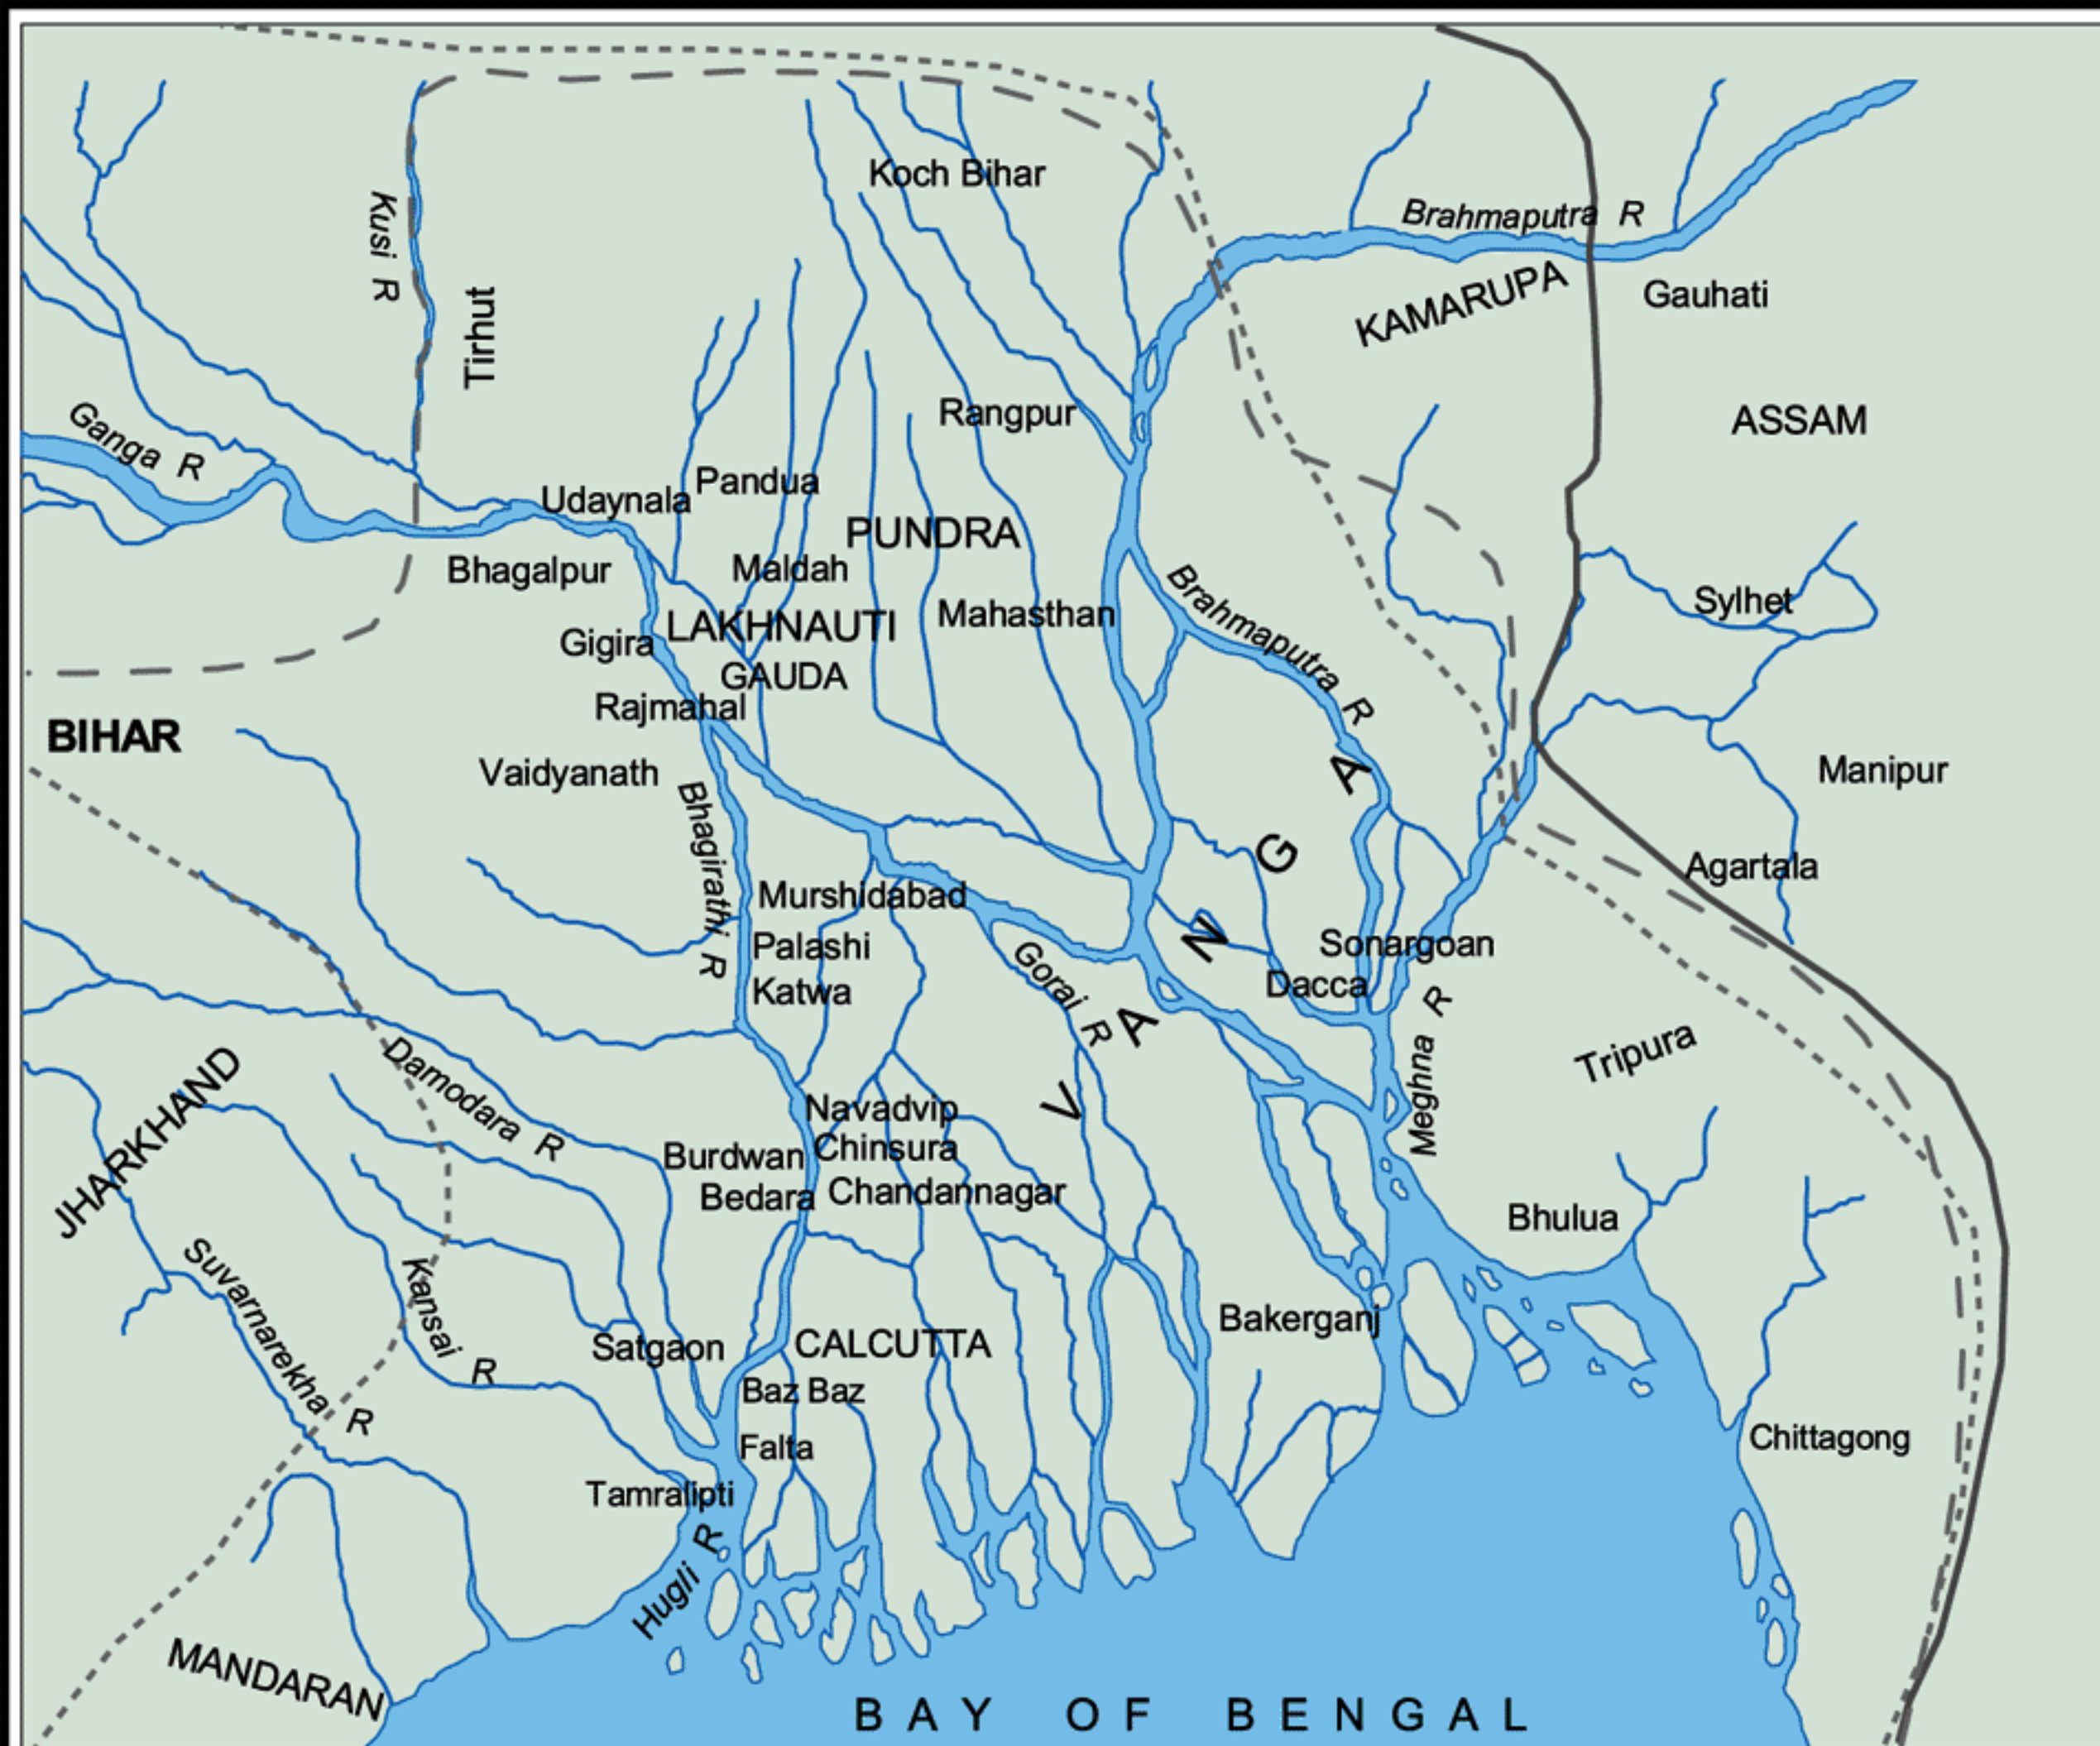 Koch Bihar
Brahmaputra R
Kusi R
Tirhut
KAMARUPA
Gauhati
Ganga R
Rangpur
ASSAM
Udaynala
Pandua
PUNDRA
Bhagalpur
Maldah
Brahmaputra R
Sylhet
Mahasthan
LAKHNAUTI
Gigira
GAUDA
Rajmahal
BIHAR
Vaidyanath
Manipur
Bhagirathi R
VANGA
Agartala
Murshidabad
Palashi
Gorai R
Sonargoan
Katwa
Dacca
Meghna R
Tripura
JHARKHAND
Damodara R
Navadvip
Burdwan
Chinsura
Bedara
Chandannagar
Bhulua
Suvarnarekha R
Kansai R
Satgaon
CALCUTTA
Bakerganj
Baz Baz
Falta
Chittagong
Tamralipti
Hugli R
MANDARAN
BAY OF BENGAL